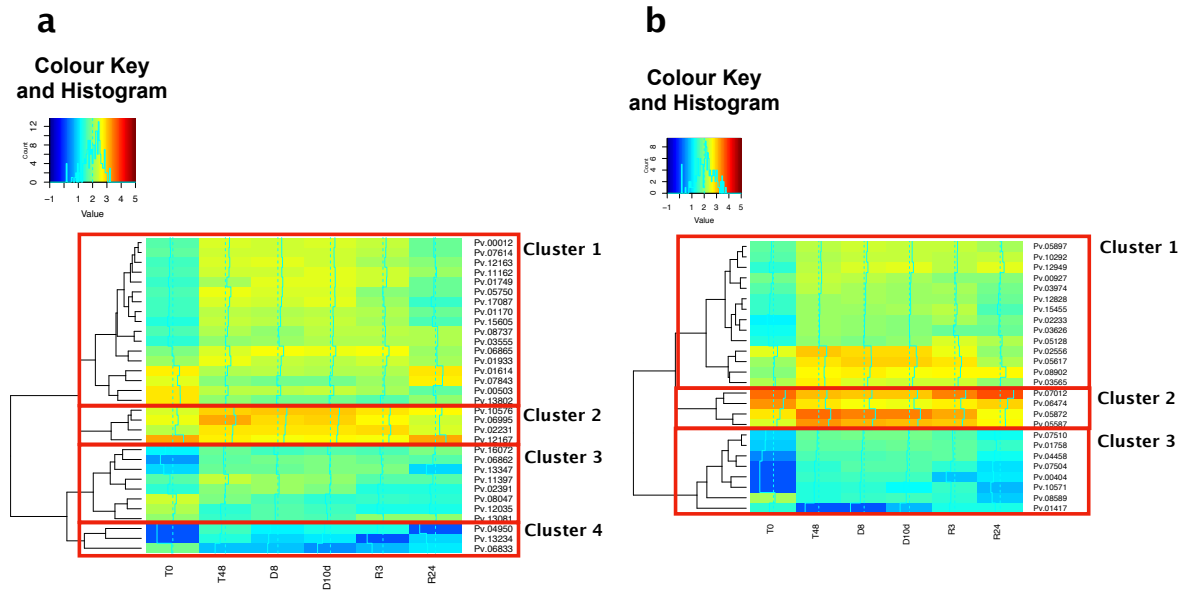 a
Colour Key
and Histogram
Count
0 4 8 12
-1 1 2 3 4 5
Value
Pv.00012
Pv.07614
Pv.12163
Pv.11162
Pv.01749
Pv.05750
Pv.17087
Pv.01170
Pv.15605
Pv.08737
Pv.03555
Pv.06865
Pv.01933
Pv.01614
Pv.07843
Pv.00503
Pv.13802
Pv.10576
Pv.06995
Pv.02231
Pv.12167
Pv.16072
Pv.06862
Pv.13347
Pv.11397
Pv.02391
Pv.08047
Pv.12035
Pv.13081
Pv.04950
Pv.13234
Pv.06833
Cluster 1
Cluster 2
Cluster 3
Cluster 4
T0 T48 D8 D10d R3 R24
b
Colour Key
and Histogram
Count
0 2 4 6 8
-1 1 2 3 4 5
Value
Pv.05897
Pv.10292
Pv.12949
Pv.00927
Pv.03974
Pv.12828
Pv.15455
Pv.02233
Pv.03626
Pv.05128
Pv.02556
Pv.05617
Pv.08902
Pv.03565
Pv.07012
Pv.06474
Pv.05872
Pv.05587
Pv.07510
Pv.01758
Pv.04458
Pv.07504
Pv.00404
Pv.10571
Pv.08589
Pv.01417
Cluster 1
Cluster 2
Cluster 3
T0 T48 D8 D10d R3 R24